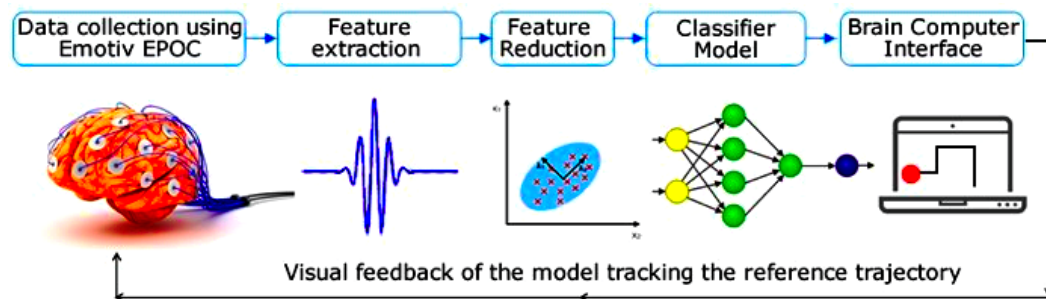 Data collection using
Emotiv EPOC
Feature
extraction
Feature
Reduction
Classifier
Model
Brain Computer
Interface
X₂
Visual feedback of the model tracking the reference trajectory